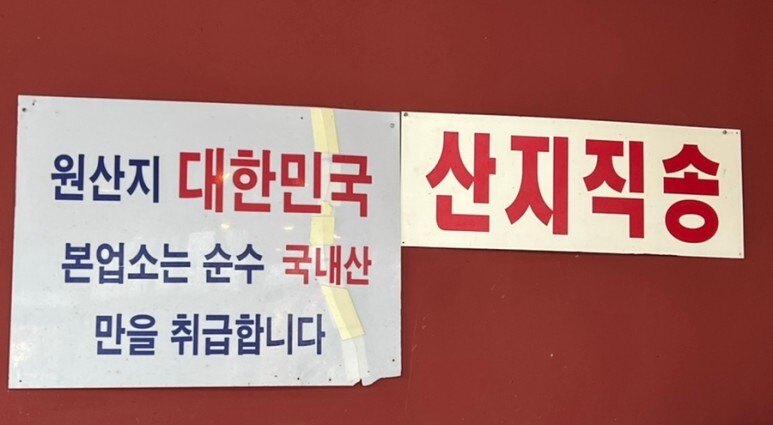 원산지 대한민국
본업소는 순수 국내산
만을 취급합니다
산지직송